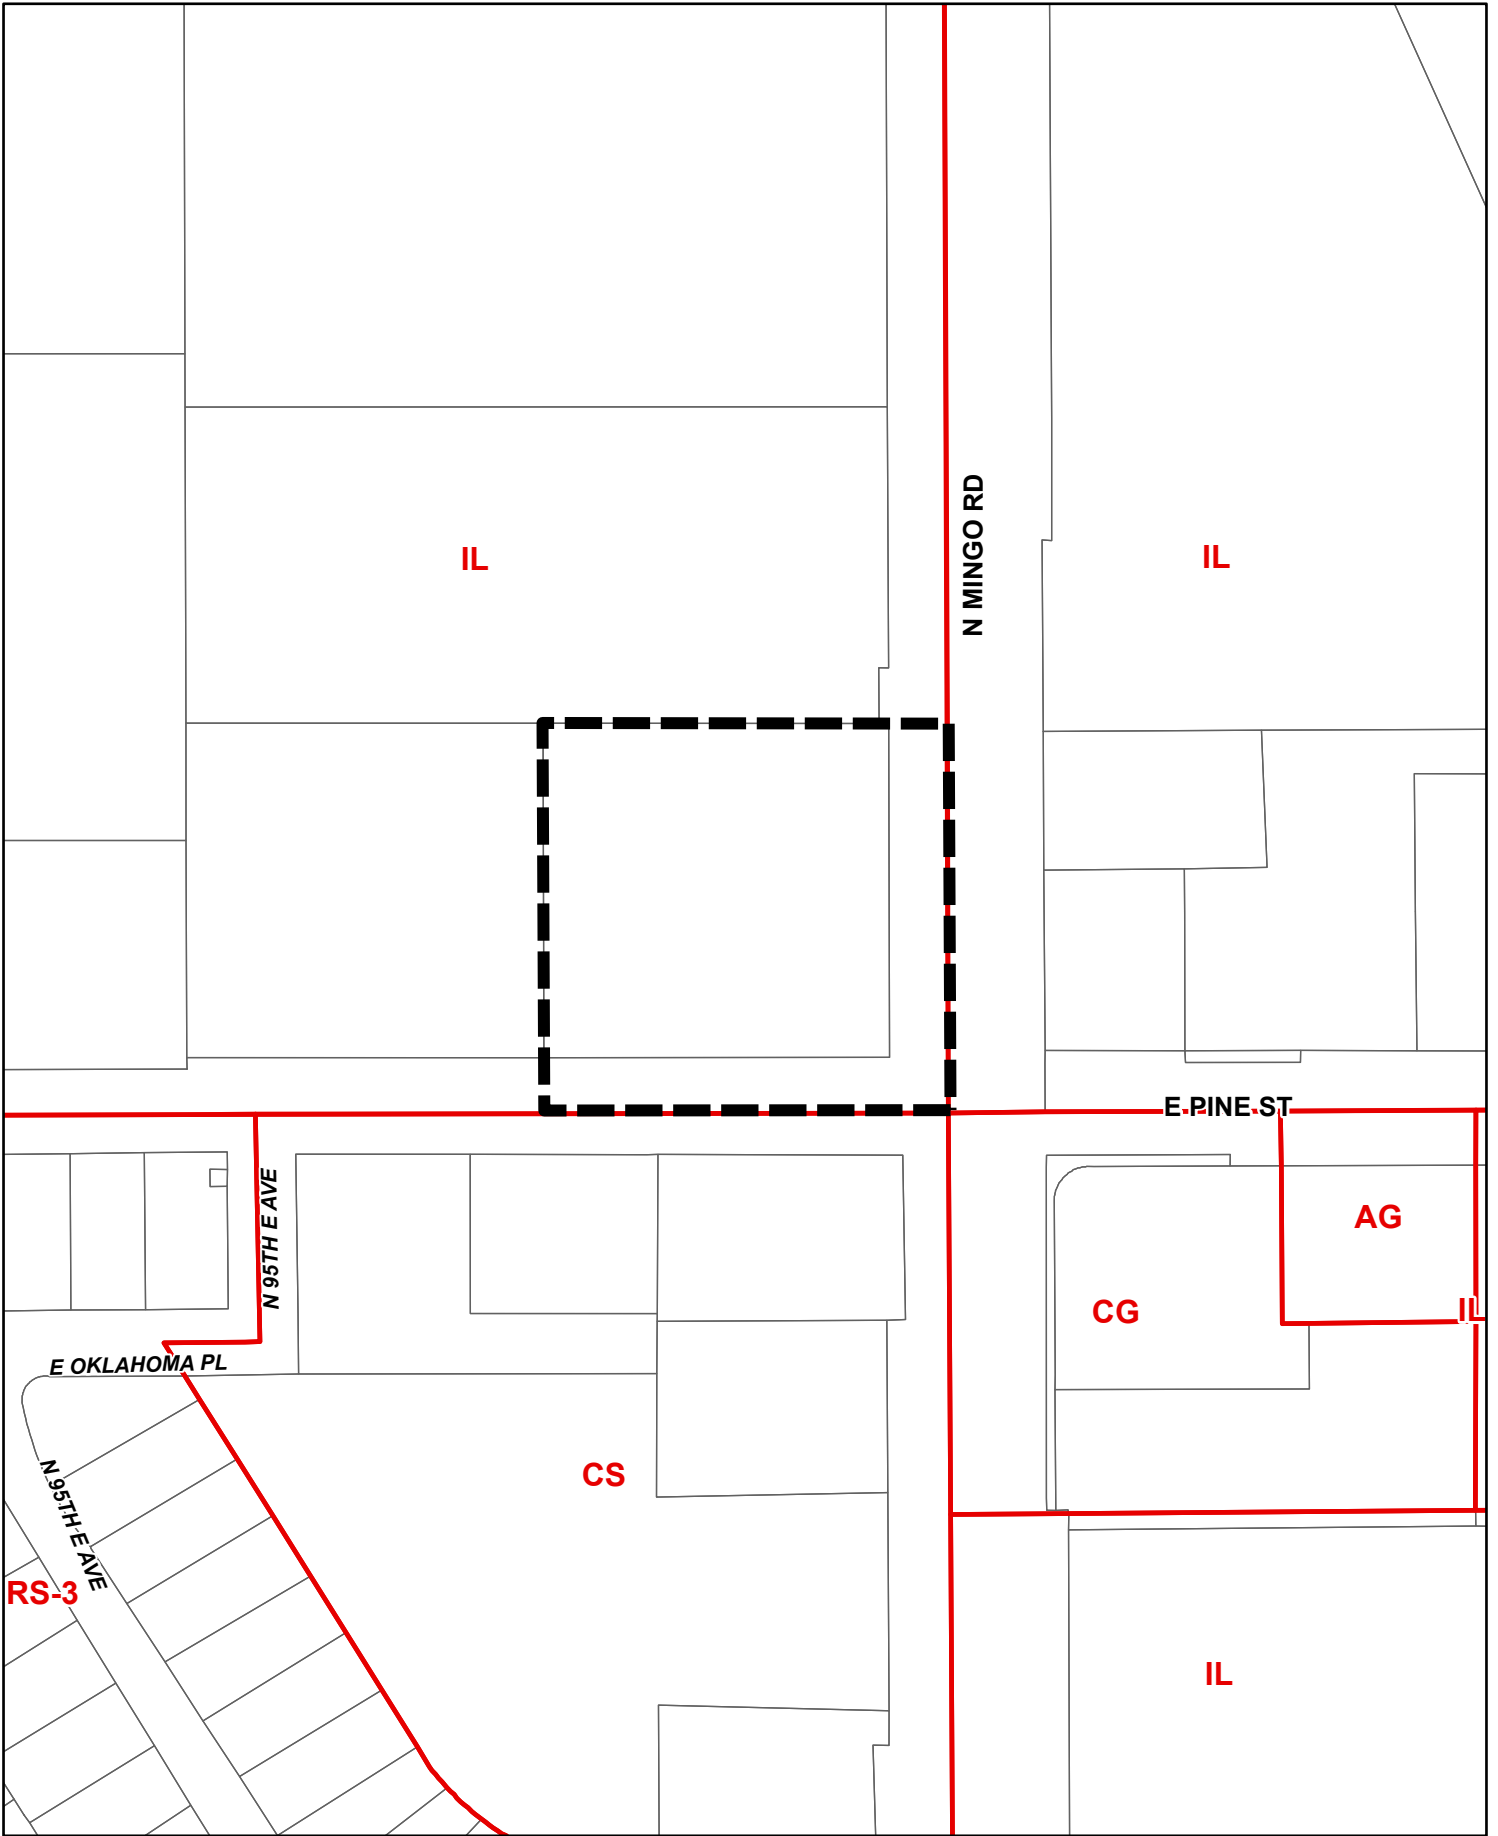 IL
IL
N MINGO RD
E PINE ST
N 95TH E AVE
AG
CG
IL
E OKLAHOMA PL
CS
N 95TH E AVE
RS-3
IL